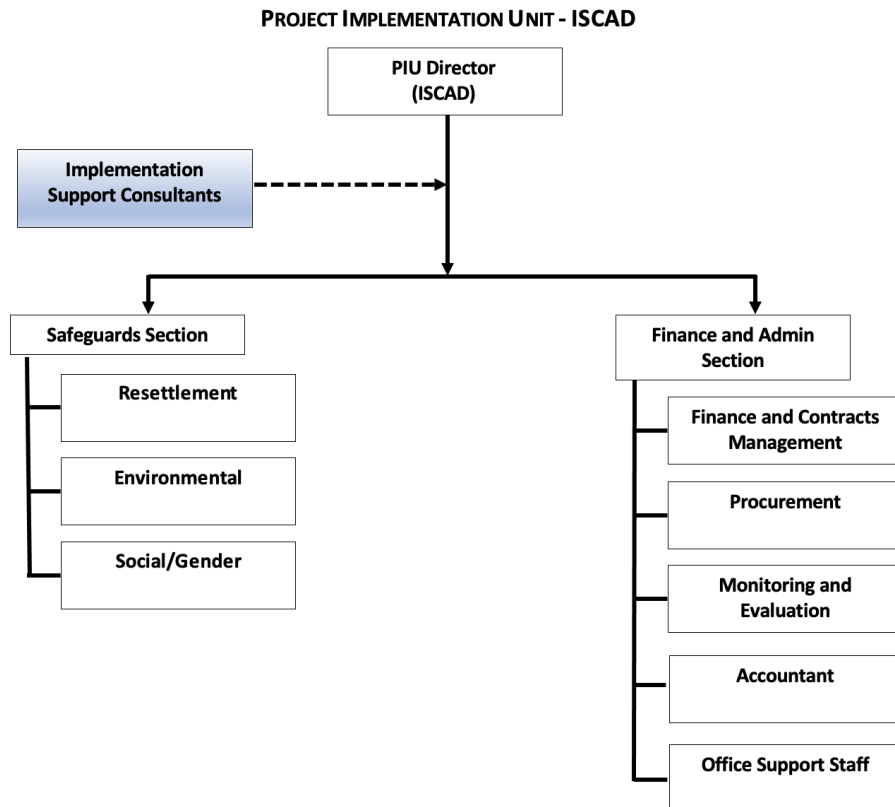 PROJECT IMPLEMENTATION UNIT - ISCAD
PIU Director
(ISCAD)
Implementation
Support Consultants
Safeguards Section
Resettlement
Environmental
Social/Gender
Finance and Admin
Section
Finance and Contracts
Management
Procurement
Monitoring and
Evaluation
Accountant
Office Support Staff